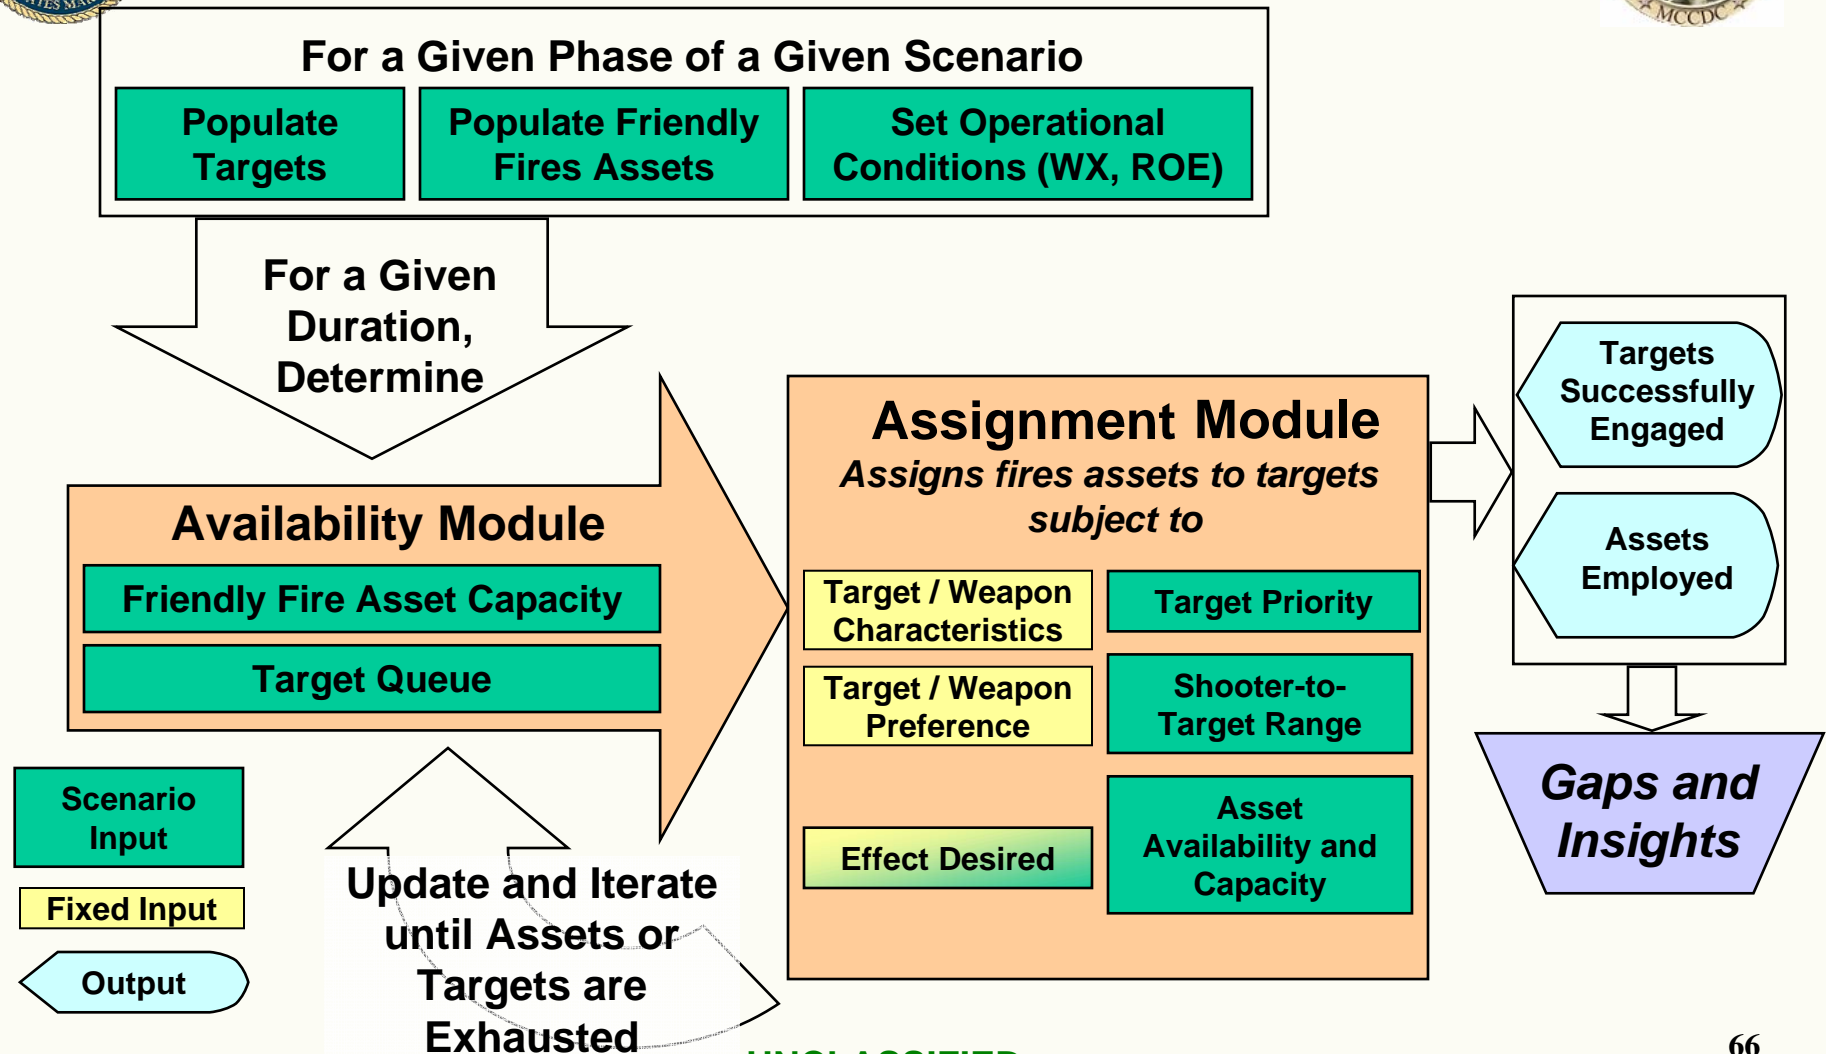 MCCDC
For a Given Phase of a Given Scenario
Populate
Targets
Populate Friendly
Fires Assets
Set Operational
Conditions (WX, ROE)
For a Given
Duration,
Determine
Availability Module
Friendly Fire Asset Capacity
Target Queue
Assignment Module
Assigns fires assets to targets
subject to
Target / Weapon
Characteristics
Target Priority
Target / Weapon
Preference
Shooter-to-
Target Range
Effect Desired
Asset
Availability and
Capacity
Targets
Successfully
Engaged
Assets
Employed
Gaps and
Insights
Scenario
Input
Fixed Input
Output
Update and Iterate
until Assets or
Targets are
Exhausted
UNCLASSIFIED
66